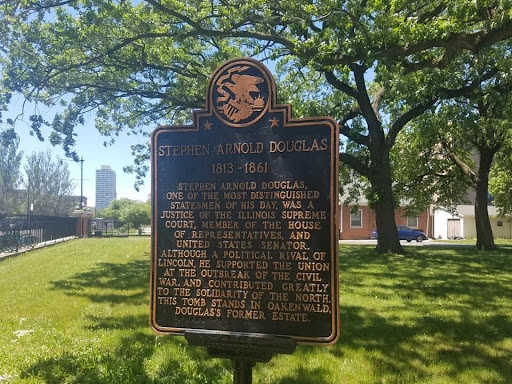 STEPHEN ARNOLD DOUGLAS
1813 - 1861
STEPHEN ARNOLD DOUGLAS,
ONE OF THE MOST DISTINGUISHED
STATESMEN OF HIS DAY, WAS A
JUSTICE OF THE ILLINOIS SUPREME
COURT, MEMBER OF THE HOUSE
OF REPRESENTATIVES, AND
UNITED STATES SENATOR.
ALTHOUGH A POLITICAL RIVAL OF
LINCOLN, HE SUPPORTED THE UNION
AT THE OUTBREAK OF THE CIVIL
WAR, AND CONTRIBUTED GREATLY
TO THE SOLIDARITY OF THE NORTH.
THIS TOMB STANDS IN OAKENWALD,
DOUGLAS'S FORMER ESTATE.